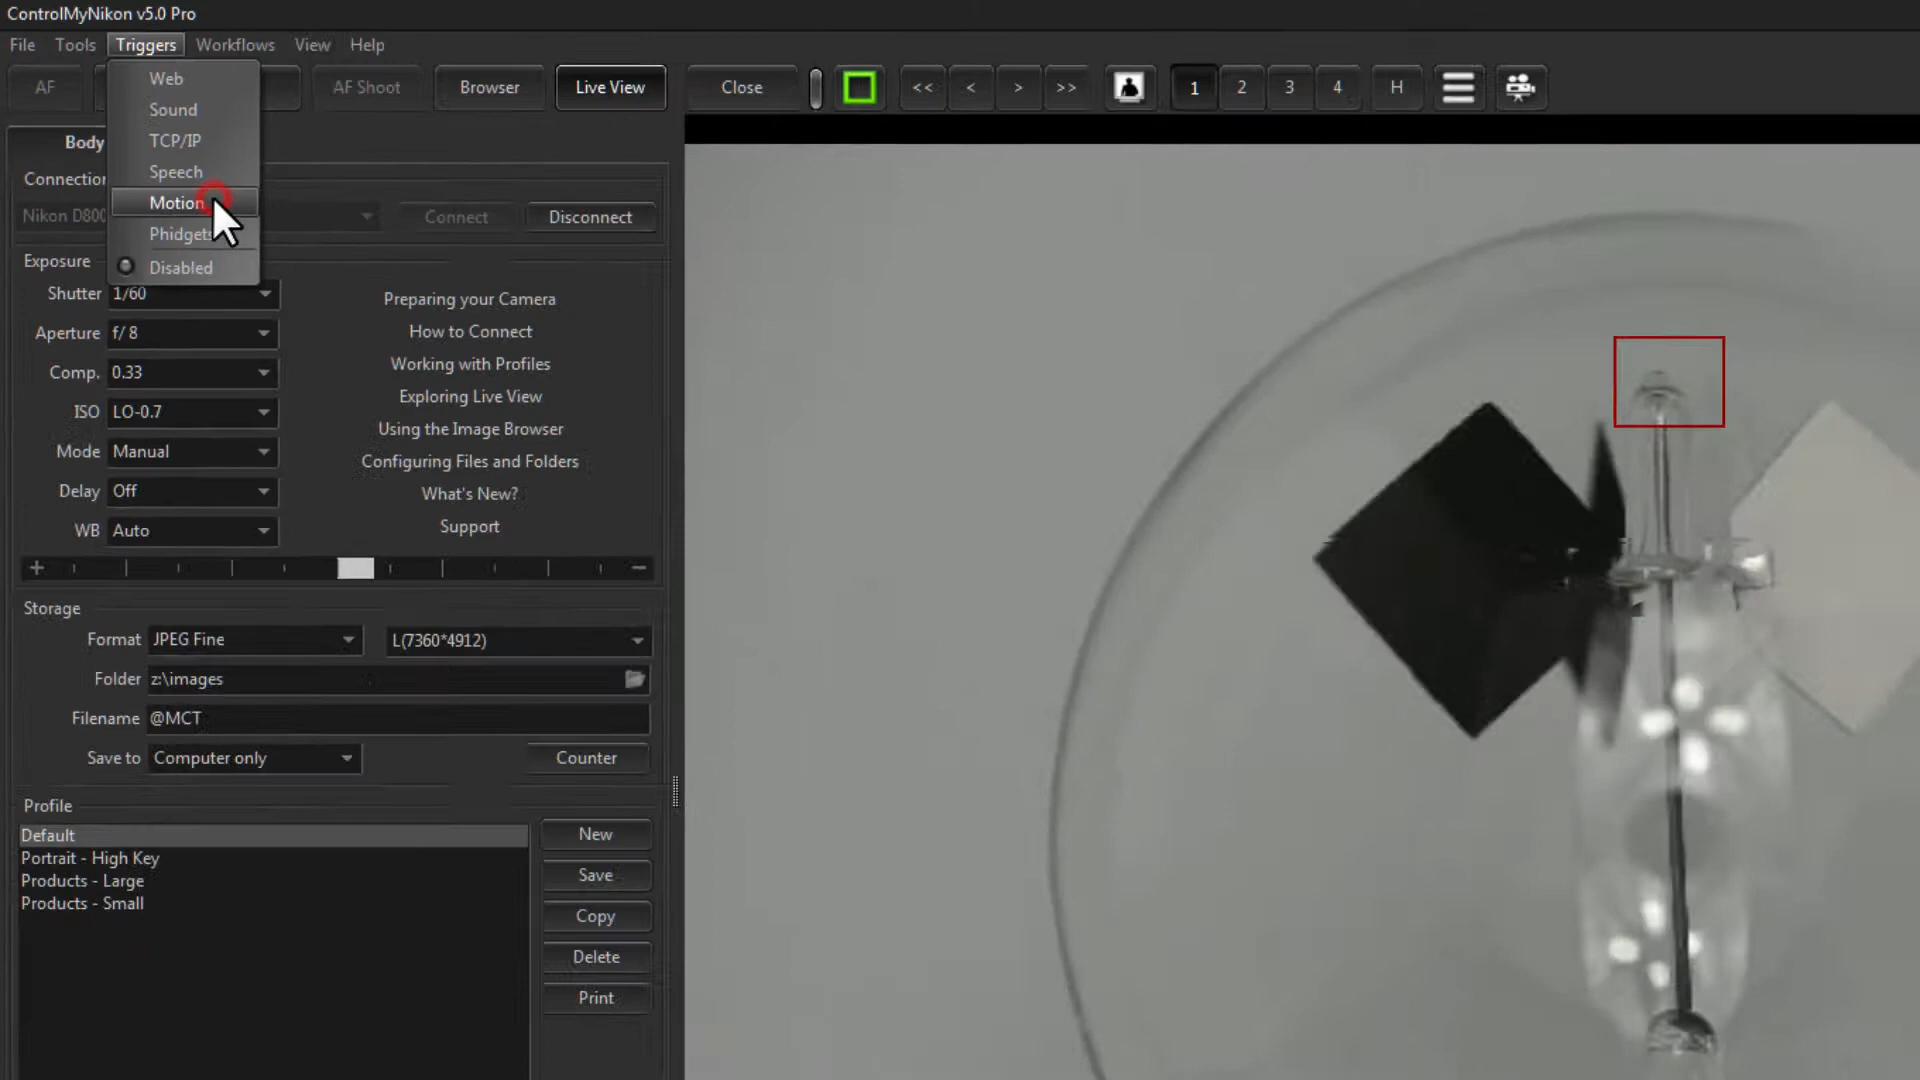 ControlMyNikon v5.0 Pro
File Tools Triggers Workflows View Help
Web
Sound
TCP/IP
Speech
Motion
Phidgets
Disabled
AF AF Shoot Browser Live View Close << < > >> 1 2 3 4 H
Body
Connection
Nikon D800 Connect Disconnect
Exposure
Shutter 1/60
Aperture f/ 8
Comp. 0.33
ISO LO-0.7
Mode Manual
Delay Off
WB Auto
Preparing your Camera
How to Connect
Working with Profiles
Exploring Live View
Using the Image Browser
Configuring Files and Folders
What's New?
Support
+ −
Storage
Format JPEG Fine L(7360*4912)
Folder z:\images
Filename @MCT
Save to Computer only Counter
Profile
Default
Portrait - High Key
Products - Large
Products - Small
New
Save
Copy
Delete
Print